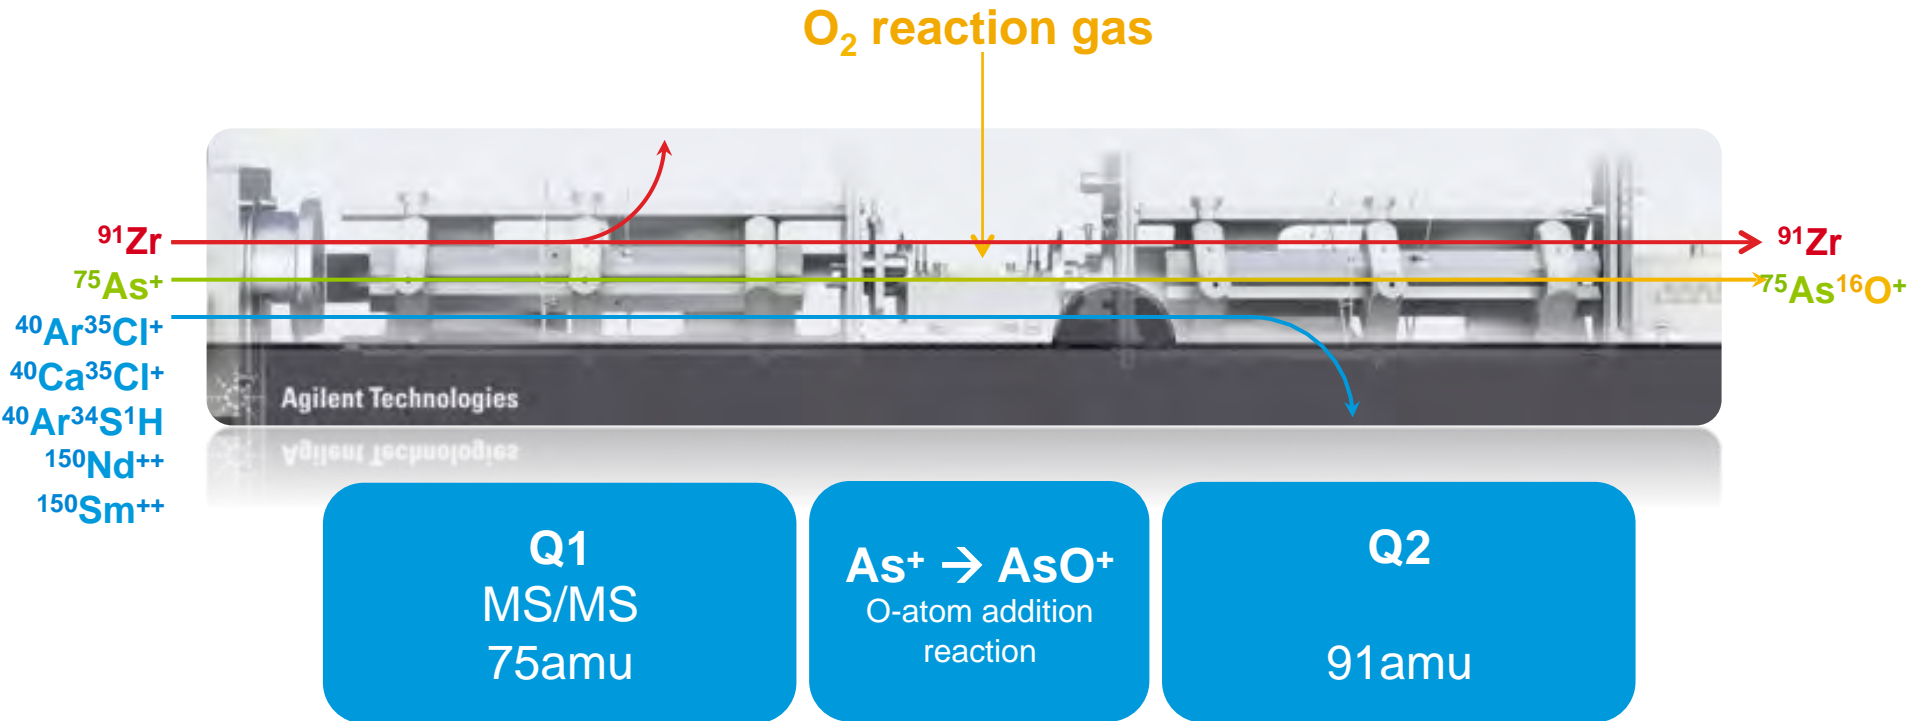 O₂ reaction gas
⁹¹Zr
⁷⁵As⁺
⁴⁰Ar³⁵Cl⁺
⁴⁰Ca³⁵Cl⁺
⁴⁰Ar³⁴S¹H
¹⁵⁰Nd⁺⁺
¹⁵⁰Sm⁺⁺
⁹¹Zr
⁷⁵As¹⁶O⁺
Agilent Technologies
Q1
MS/MS
75amu
As⁺ → AsO⁺
O-atom addition
reaction
Q2
91amu